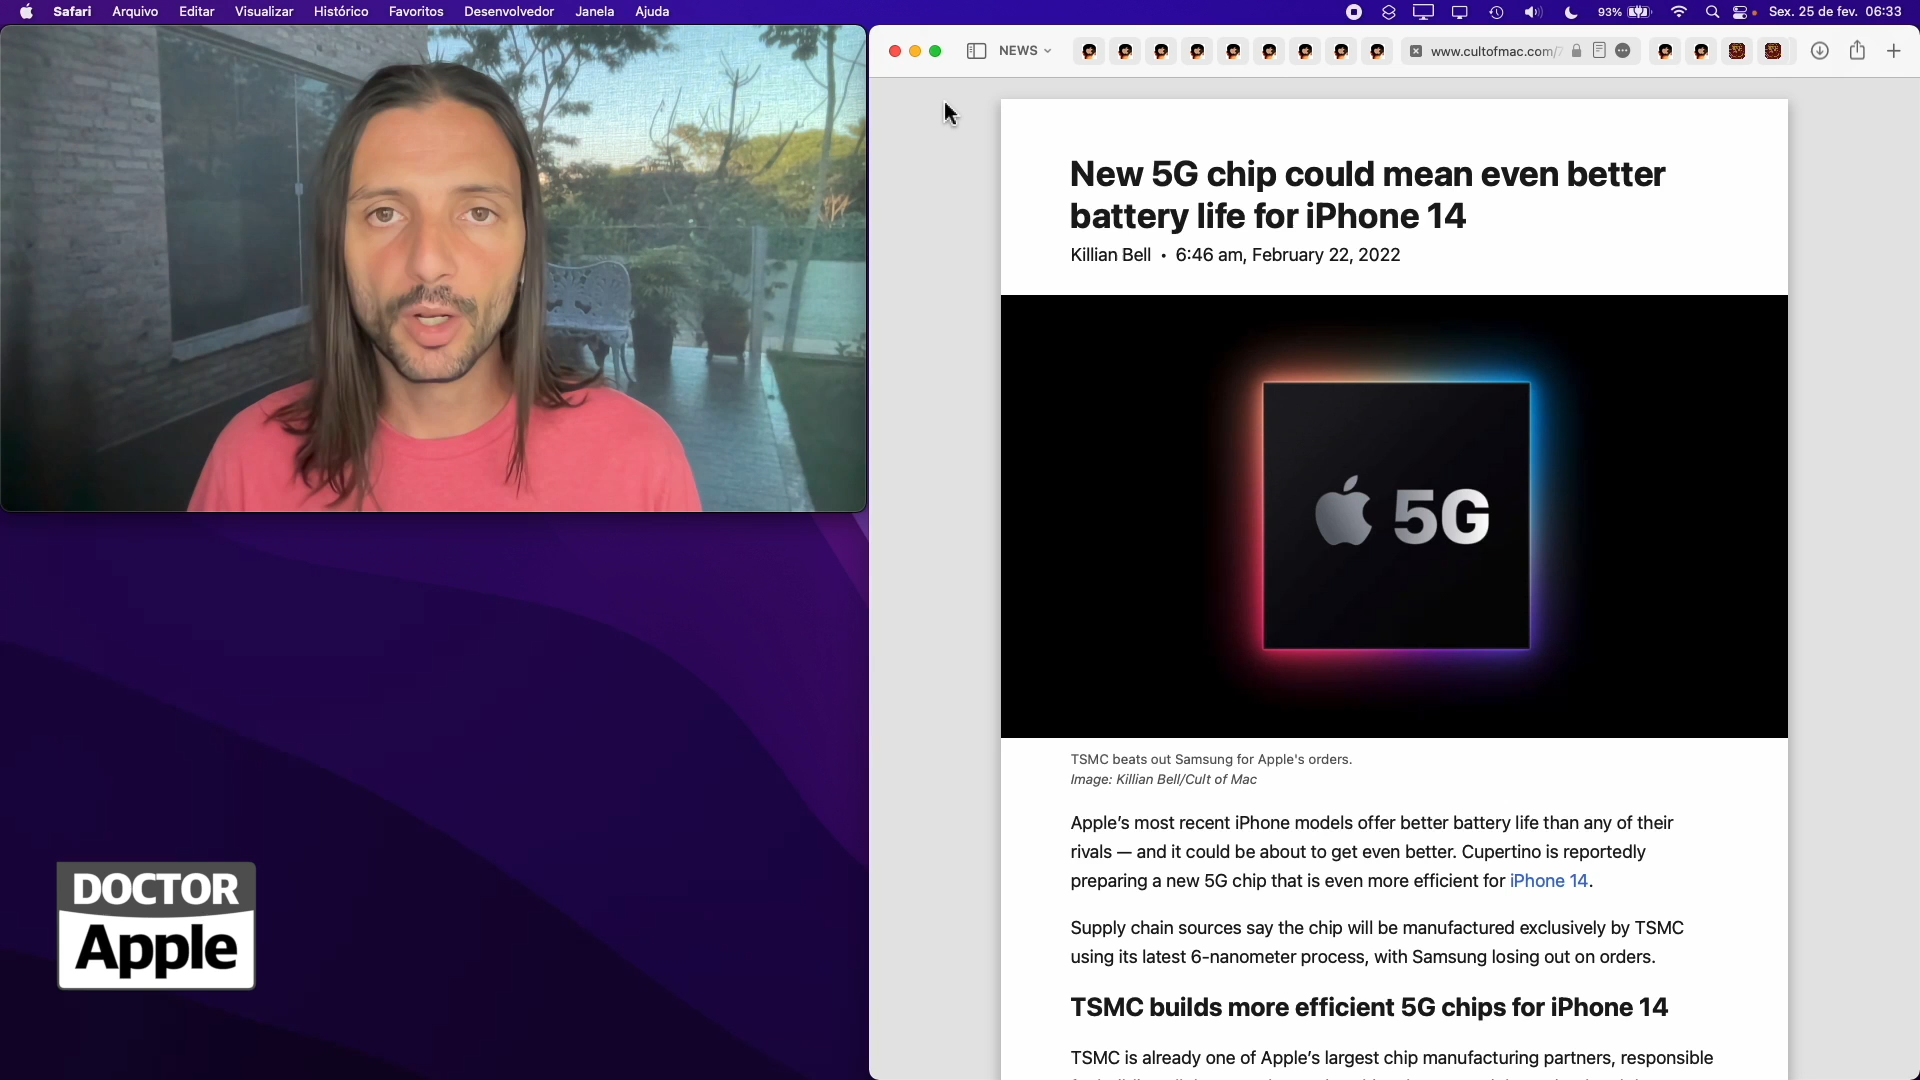 Safari Arquivo Editar Visualizar Histórico Favoritos Desenvolvedor Janela Ajuda
93% Sex. 25 de fev. 06:33
NEWS
www.cultofmac.com/7
New 5G chip could mean even better
battery life for iPhone 14
Killian Bell • 6:46 am, February 22, 2022
5G
TSMC beats out Samsung for Apple's orders.
Image: Killian Bell/Cult of Mac
Apple’s most recent iPhone models offer better battery life than any of their
rivals — and it could be about to get even better. Cupertino is reportedly
preparing a new 5G chip that is even more efficient for iPhone 14.
Supply chain sources say the chip will be manufactured exclusively by TSMC
using its latest 6-nanometer process, with Samsung losing out on orders.
TSMC builds more efficient 5G chips for iPhone 14
TSMC is already one of Apple’s largest chip manufacturing partners, responsible
DOCTOR
Apple